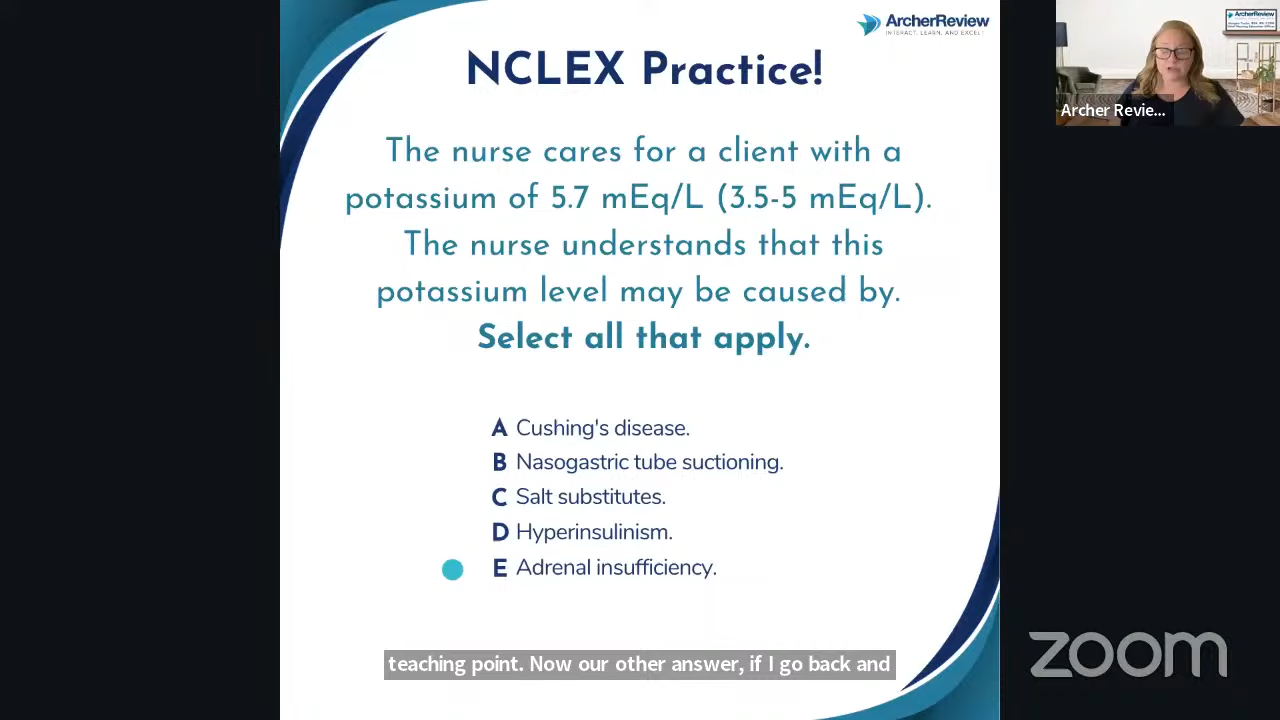 ArcherReview
INTERACT, LEARN, AND EXCEL!
NCLEX Practice!
The nurse cares for a client with a
potassium of 5.7 mEq/L (3.5-5 mEq/L).
The nurse understands that this
potassium level may be caused by.
Select all that apply.
A Cushing's disease.
B Nasogastric tube suctioning.
C Salt substitutes.
D Hyperinsulinism.
E Adrenal insufficiency.
teaching point. Now our other answer, if I go back and
ArcherReview
Archer Revie...
zoom